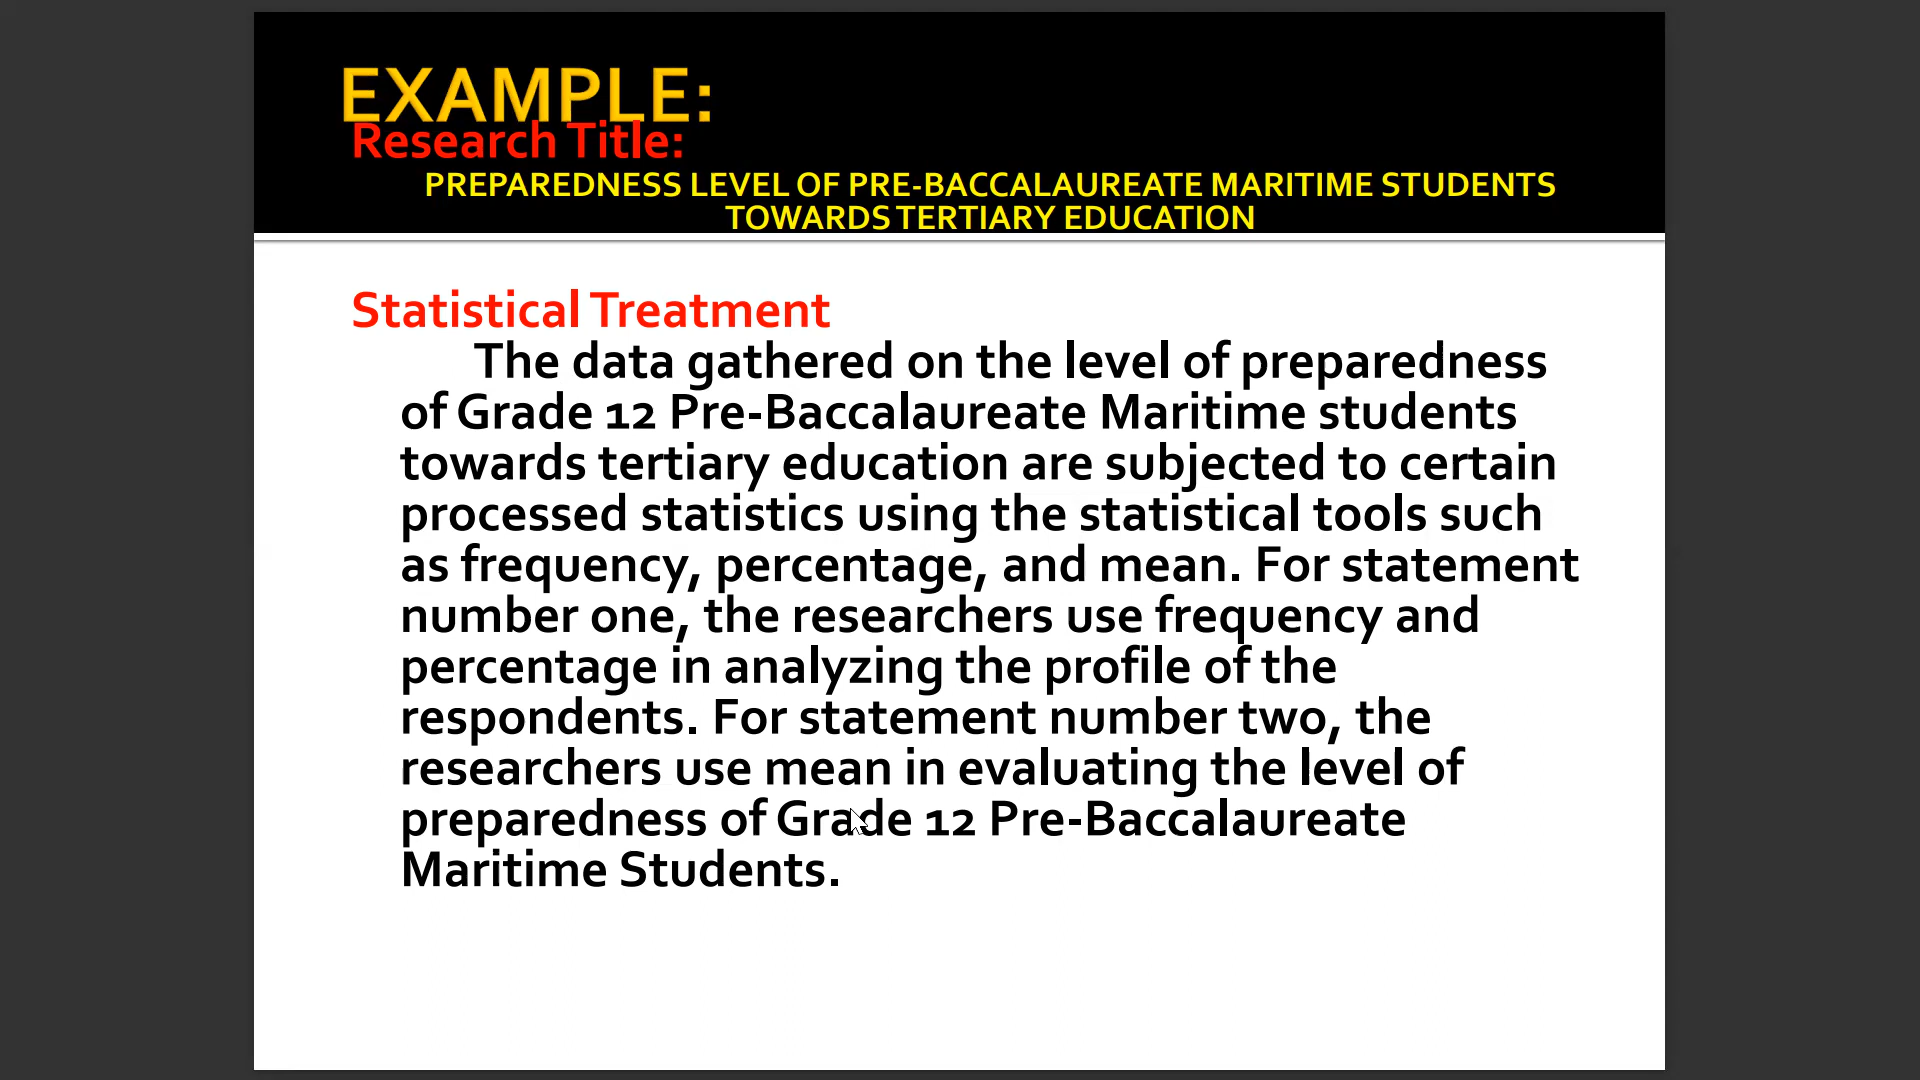 EXAMPLE:
Research Title:
PREPAREDNESS LEVEL OF PRE-BACCALAUREATE MARITIME STUDENTS
TOWARDS TERTIARY EDUCATION
Statistical Treatment
The data gathered on the level of preparedness
of Grade 12 Pre-Baccalaureate Maritime students
towards tertiary education are subjected to certain
processed statistics using the statistical tools such
as frequency, percentage, and mean. For statement
number one, the researchers use frequency and
percentage in analyzing the profile of the
respondents. For statement number two, the
researchers use mean in evaluating the level of
preparedness of Grade 12 Pre-Baccalaureate
Maritime Students.